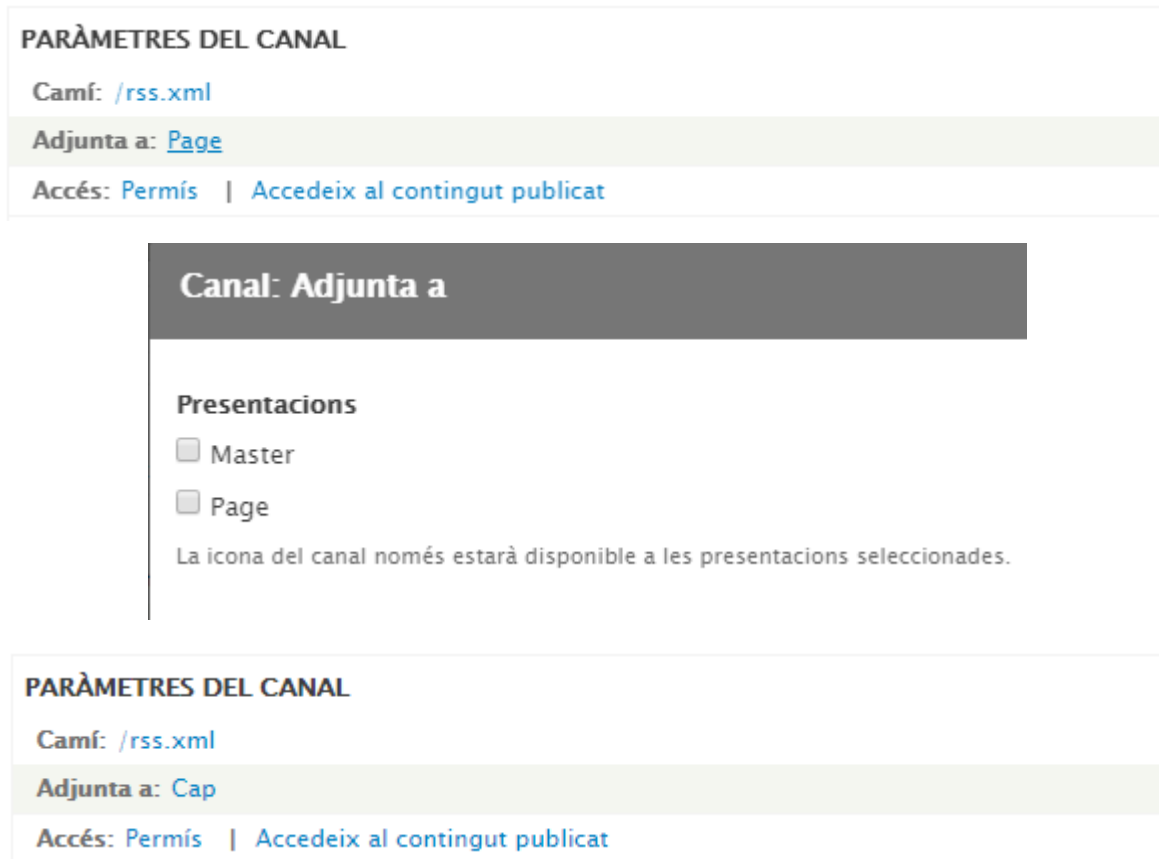 PARÀMETRES DEL CANAL
Camí: /rss.xml
Adjunta a: Page
Accés: Permís | Accedeix al contingut publicat
Canal: Adjunta a
Presentacions
Master
Page
La icona del canal només estarà disponible a les presentacions seleccionades.
PARÀMETRES DEL CANAL
Camí: /rss.xml
Adjunta a: Cap
Accés: Permís | Accedeix al contingut publicat